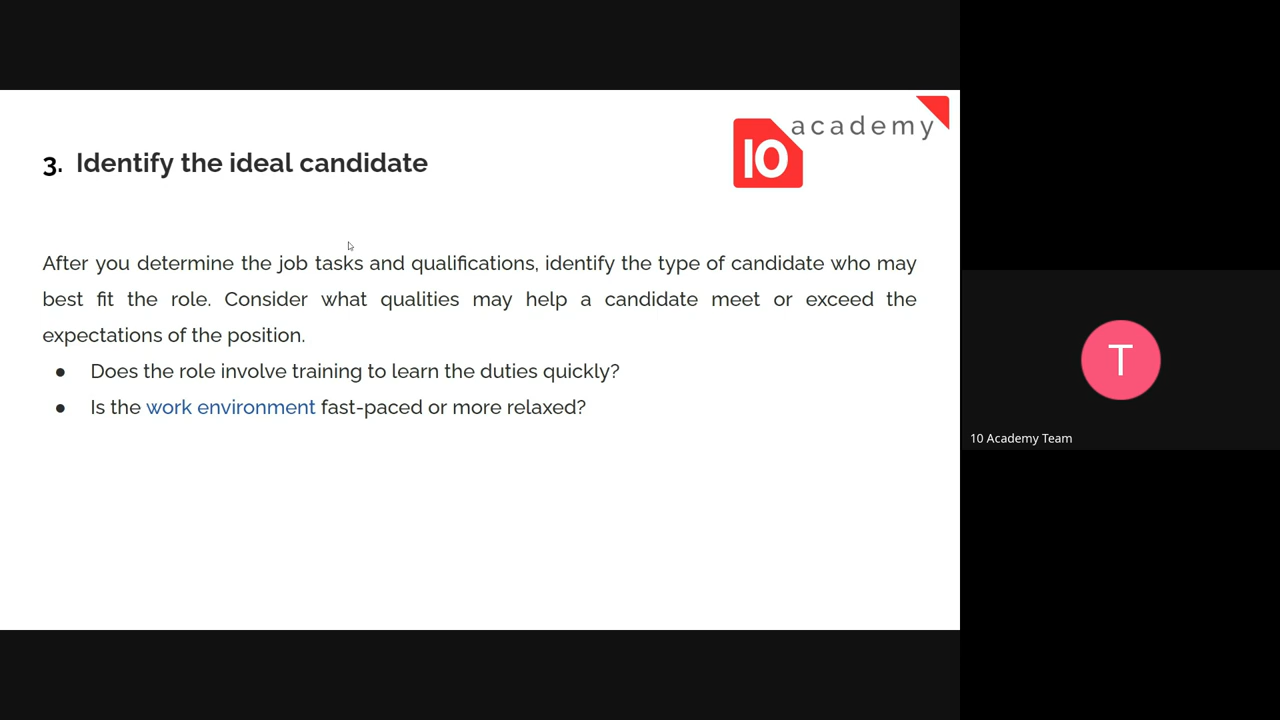 10 academy
3. Identify the ideal candidate
After you determine the job tasks and qualifications, identify the type of candidate who may
best fit the role. Consider what qualities may help a candidate meet or exceed the
expectations of the position.
● Does the role involve training to learn the duties quickly?
● Is the work environment fast-paced or more relaxed?
T
10 Academy Team